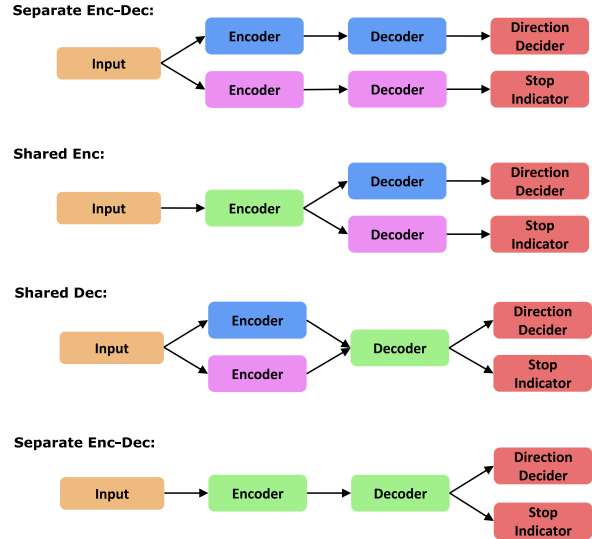 Separate Enc–Dec:
Input
Encoder
Decoder
Direction
Decider
Encoder
Decoder
Stop
Indicator
Shared Enc:
Input
Encoder
Decoder
Direction
Decider
Decoder
Stop
Indicator
Shared Dec:
Input
Encoder
Encoder
Decoder
Direction
Decider
Stop
Indicator
Separate Enc–Dec:
Input
Encoder
Decoder
Direction
Decider
Stop
Indicator